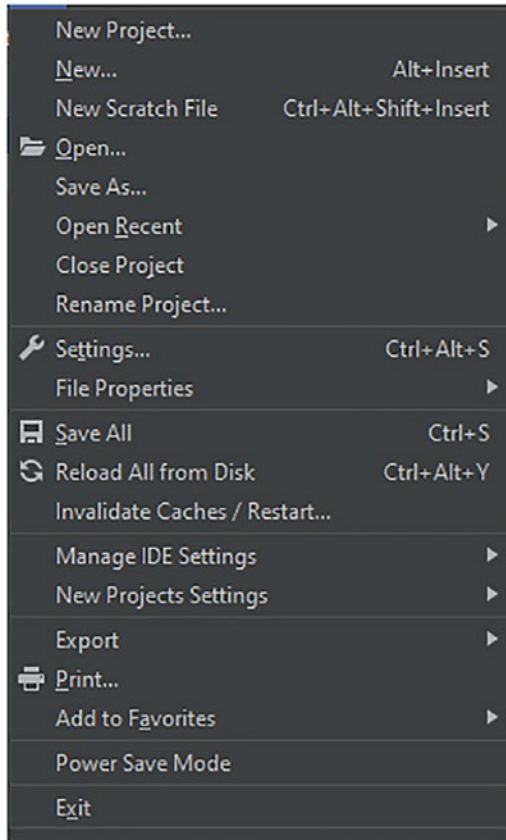 New Project...
New... Alt+Insert
New Scratch File Ctrl+Alt+Shift+Insert
Open...
Save As...
Open Recent
Close Project
Rename Project...
Settings... Ctrl+Alt+S
File Properties
Save All Ctrl+S
Reload All from Disk Ctrl+Alt+Y
Invalidate Caches / Restart...
Manage IDE Settings
New Projects Settings
Export
Print...
Add to Favorites
Power Save Mode
Exit